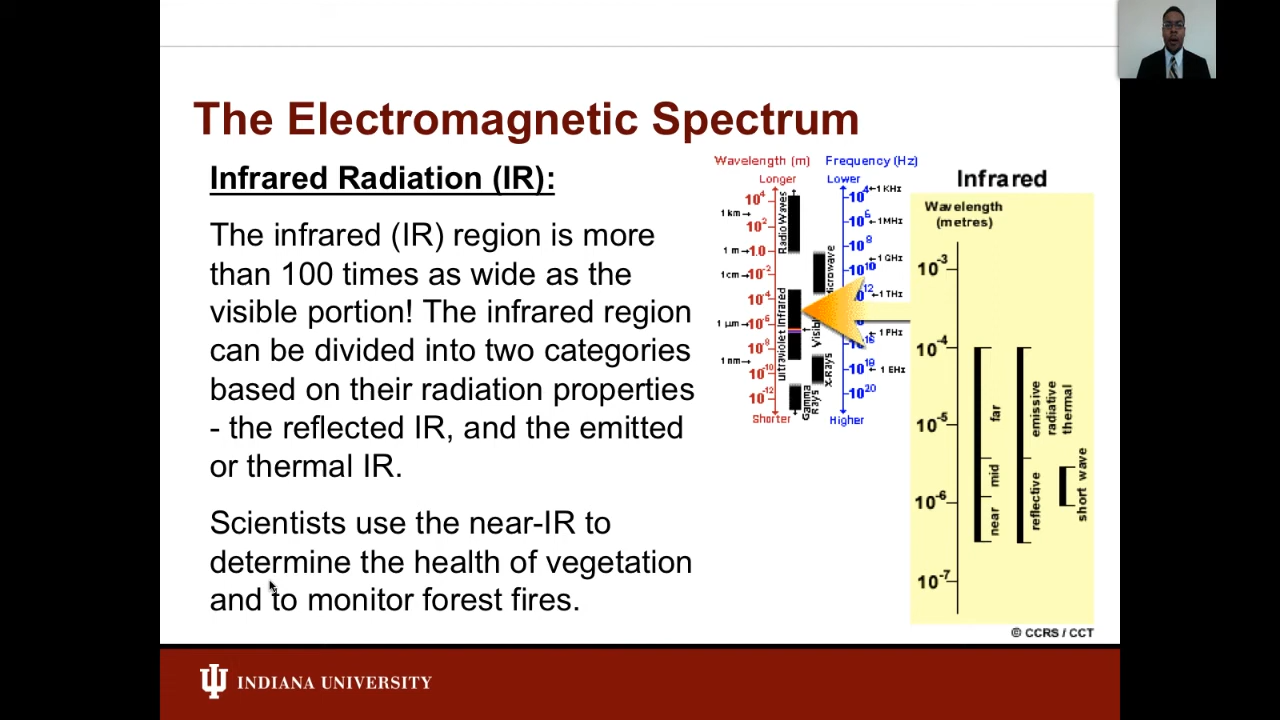 The Electromagnetic Spectrum
Infrared Radiation (IR):
The infrared (IR) region is more
than 100 times as wide as the
visible portion! The infrared region
can be divided into two categories
based on their radiation properties
- the reflected IR, and the emitted
or thermal IR.
Scientists use the near-IR to
determine the health of vegetation
and to monitor forest fires.
Wavelength (m)
Longer
10⁴
1 km
10²
1 m
1.0
1cm
10⁻²
10⁻⁴
1 µm
10⁻⁶
10⁻⁸
1 nm
10⁻¹⁰
10⁻¹²
Shorter
Radio Waves
Infrared
Ultraviolet
X-Rays
Gamma
Rays
Frequency (Hz)
Lower
10⁴ 1 KHz
10⁶ 1 MHz
10⁸
1 GHz
10¹⁰
12 1 THz
1 PHz
10¹⁸ 1 EHz
10²⁰
Higher
Infrared
Wavelength
(metres)
10⁻³
10⁻⁴
10⁻⁵
10⁻⁶
10⁻⁷
far
mid
near
emissive
radiative
thermal
reflective
short wave
© CCRS / CCT
INDIANA UNIVERSITY